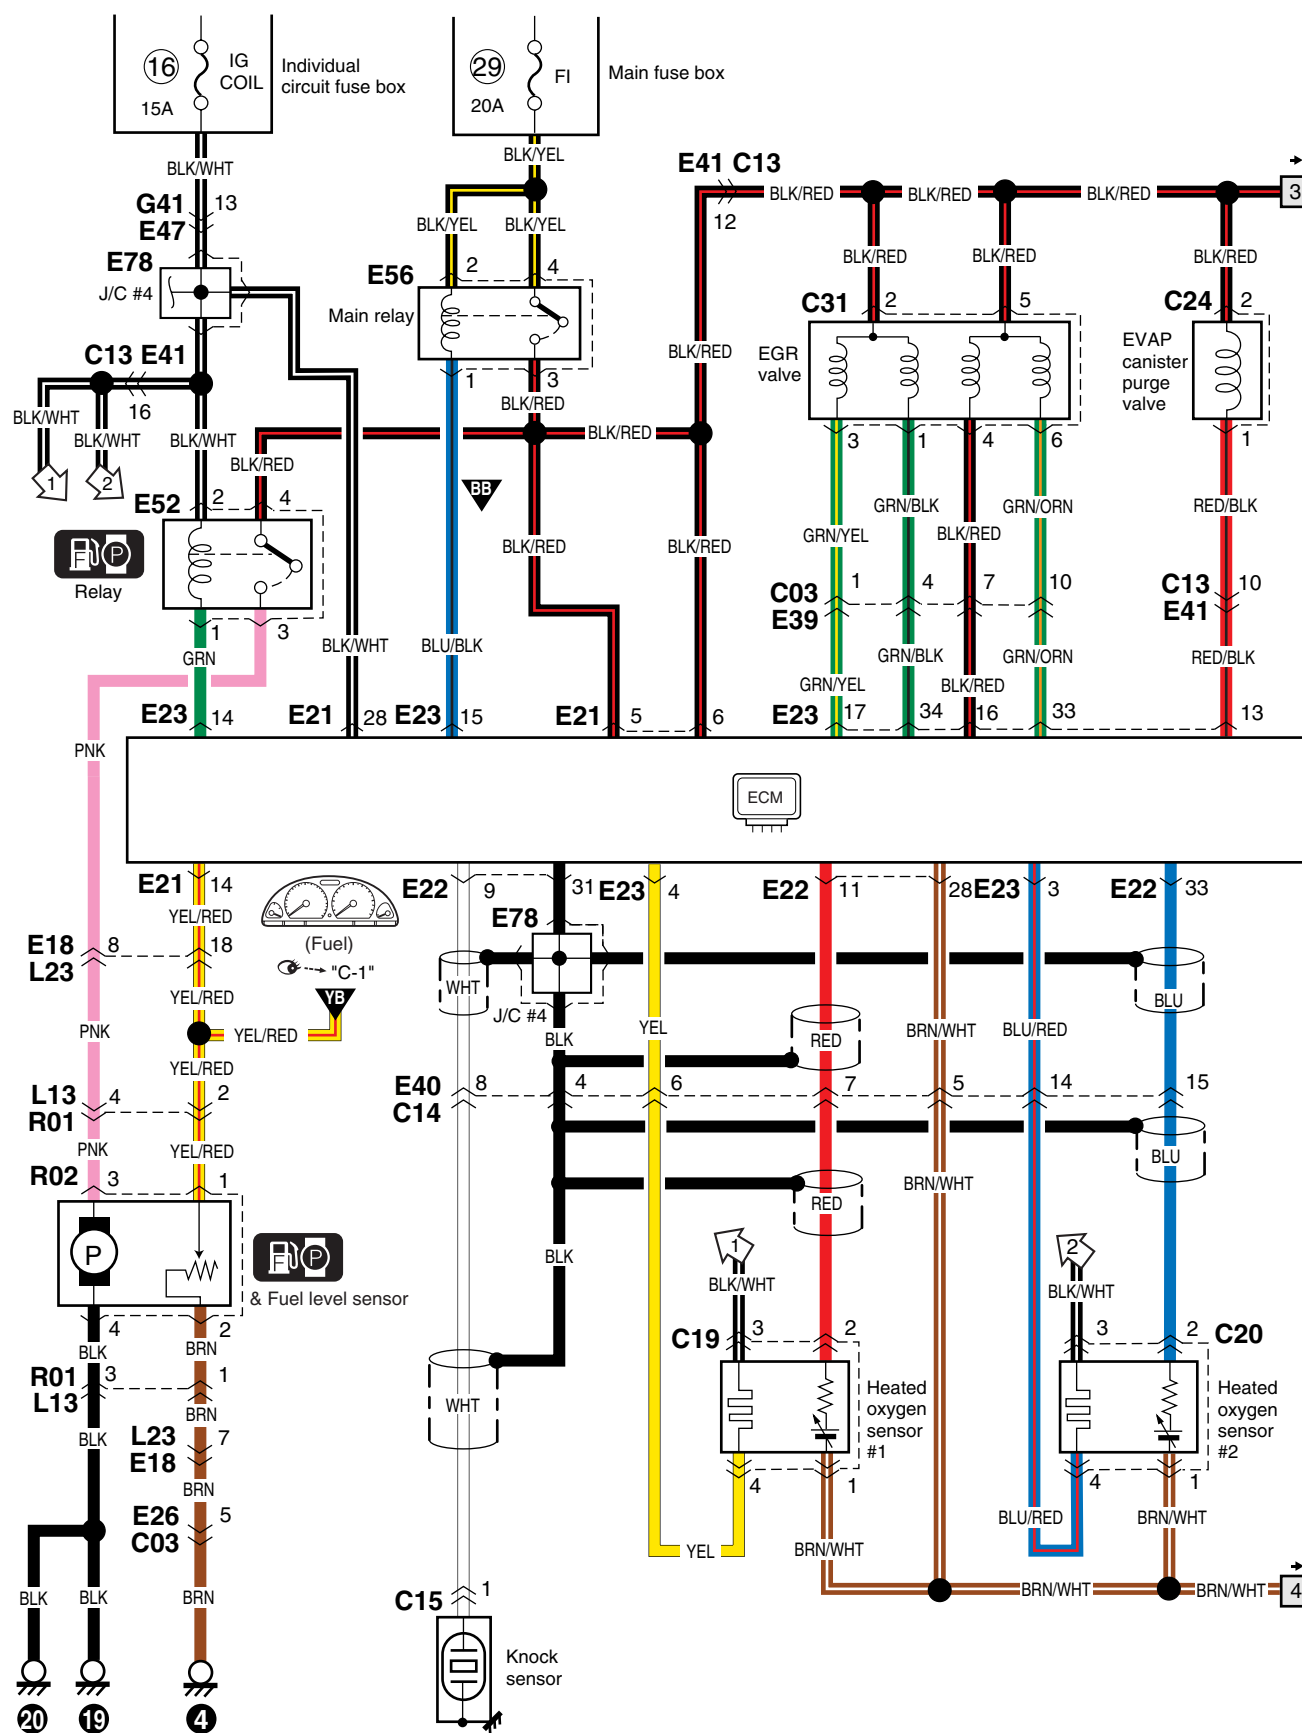 16
IG
COIL
15A
Individual
circuit fuse box
29
FI
20A
Main fuse box
BLK/WHT
BLK/YEL
E41 C13
12
BLK/RED
BLK/RED
BLK/RED
3
G41
13
E47
BLK/YEL
BLK/YEL
E78
J/C #4
E56
2
4
Main relay
BLK/RED
BLK/RED
BLK/RED
C31
2
5
C24
2
EGR
valve
EVAP
canister
purge
valve
C13 E41
16
1
3
BLK/RED
BLK/RED
BLK/WHT
BLK/WHT
BLK/WHT
BLK/RED
BLK/RED
1
2
3
1
4
6
1
E52
2
4
BB
GRN/YEL
GRN/BLK
BLK/RED
GRN/ORN
RED/BLK
F
P
Relay
BLK/RED
BLK/RED
1
3
GRN
BLK/WHT
BLU/BLK
C03
E39
1
4
7
10
C13
E41
10
GRN/YEL
GRN/BLK
BLK/RED
GRN/ORN
RED/BLK
E23
14
E21
28
E23
15
E21
5
6
E23
17
34
16
33
13
PNK
ECM
E21
14
YEL/RED
(Fuel)
"C-1"
YB
E22
9
31
E23
4
E22
11
28
E23
3
E22
33
E78
J/C #4
E18
L23
8
18
YEL/RED
YEL/RED
WHT
BLK
YEL
RED
BRN/WHT
BLU/RED
BLU
PNK
YEL/RED
L13
R01
4
2
E40
C14
8
4
6
7
5
14
15
PNK
YEL/RED
BLU
R02
3
1
BRN/WHT
RED
P
F
P
& Fuel level sensor
BLK
1
BLK/WHT
2
BLK/WHT
4
2
BLK
BRN
C19
3
2
3
2
C20
R01
L13
3
1
BRN
WHT
Heated
oxygen
sensor
#1
Heated
oxygen
sensor
#2
BLK
L23
E18
7
4
1
4
1
BRN
E26
C03
5
BLU/RED
BRN/WHT
YEL
BRN/WHT
BLK
BLK
BRN
C15
1
BRN/WHT
BRN/WHT
4
Knock
sensor
20
19
4